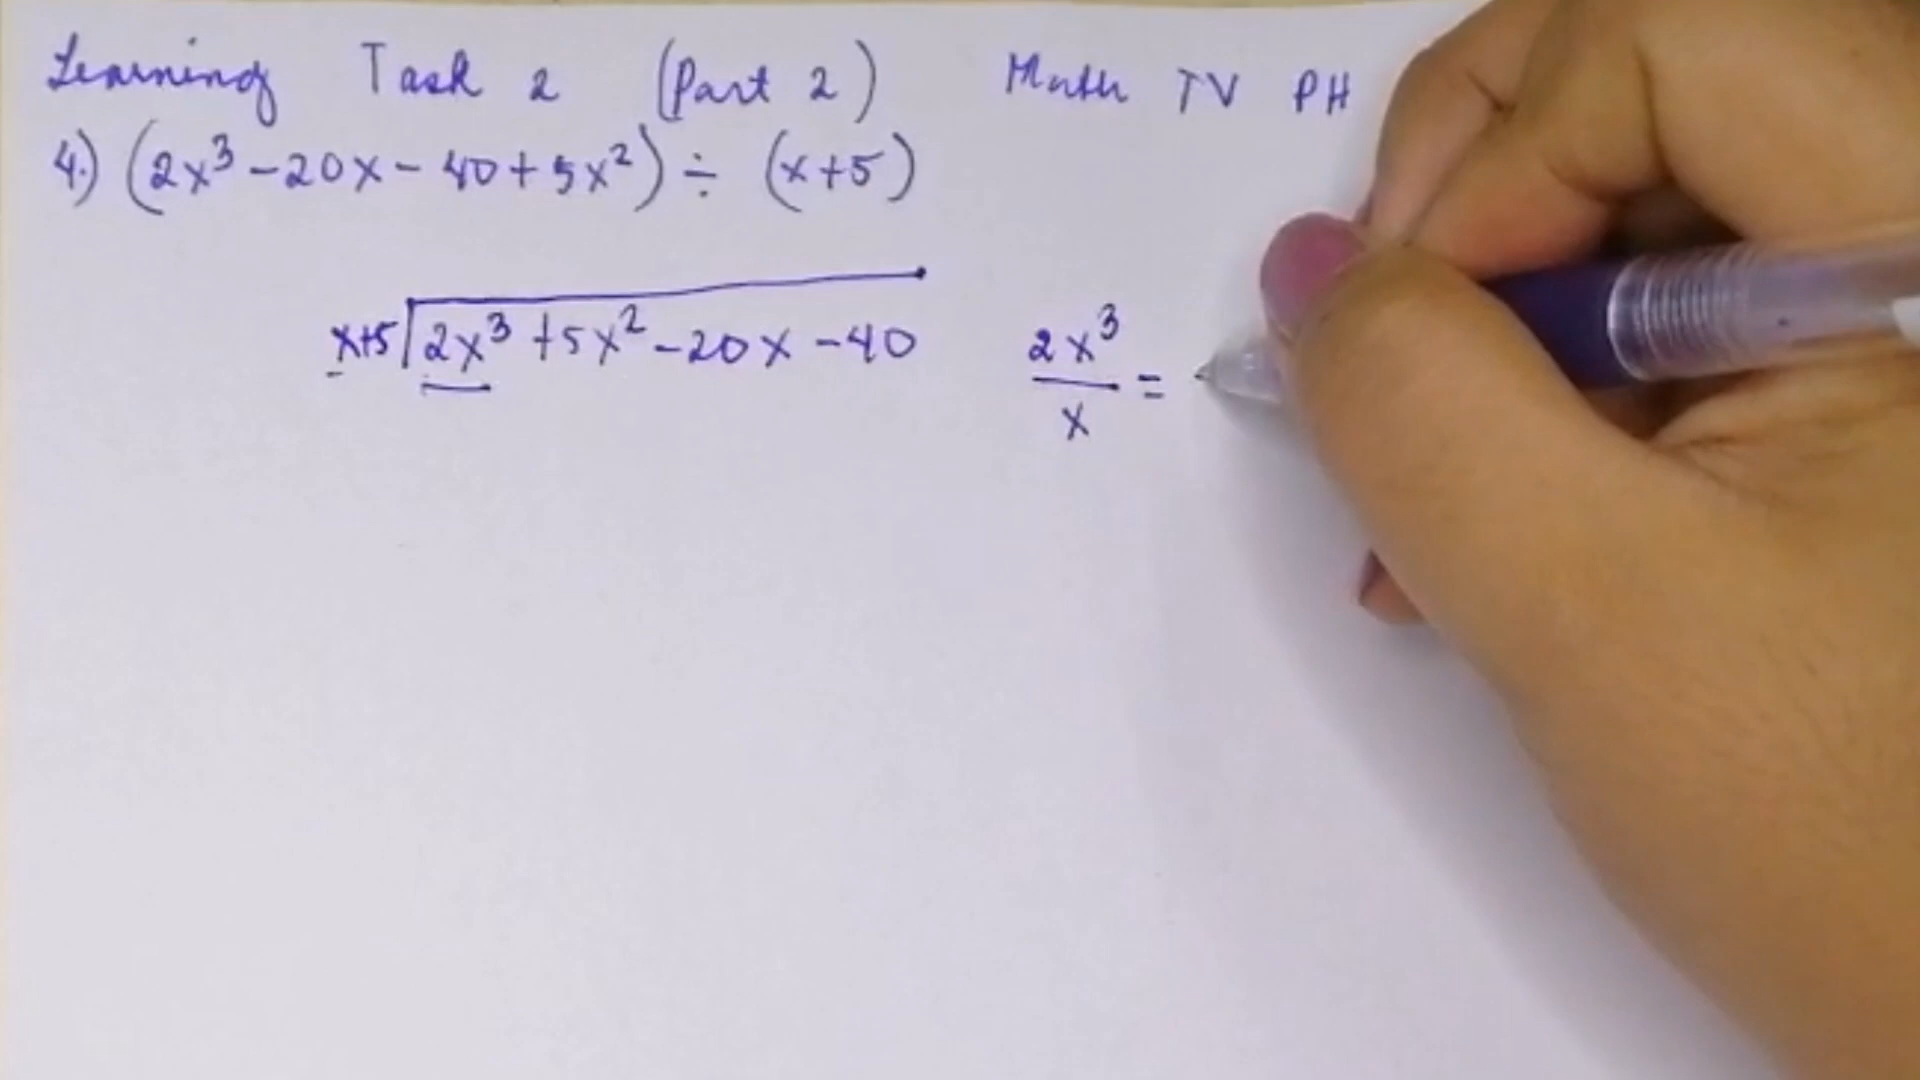 Learning Task 2 (Part 2) Math TV PH
4.) (2x³ -20x - 40 + 5x²) ÷ (x+5)
x+5 2x³ +5x² -20x -40
2x³/x =